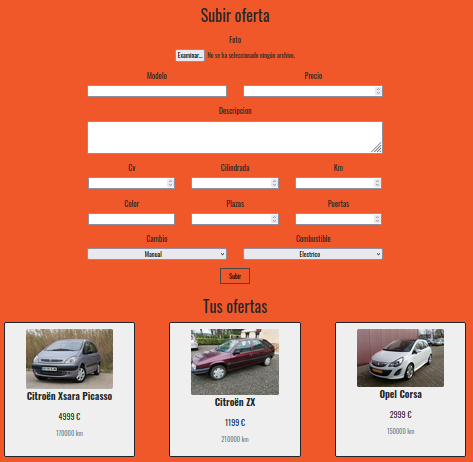 Subir oferta
Foto
Examinar... No se ha seleccionado ningún archivo.
Modelo Precio
Descripcion
Cv Cilindrada Km
Color Plazas Puertas
Cambio Combustible
Manual Electrico
Subir
Tus ofertas
Citroën Xsara Picasso
4999 €
170000 km
Citroën ZX
1199 €
210000 km
Opel Corsa
2999 €
150000 km